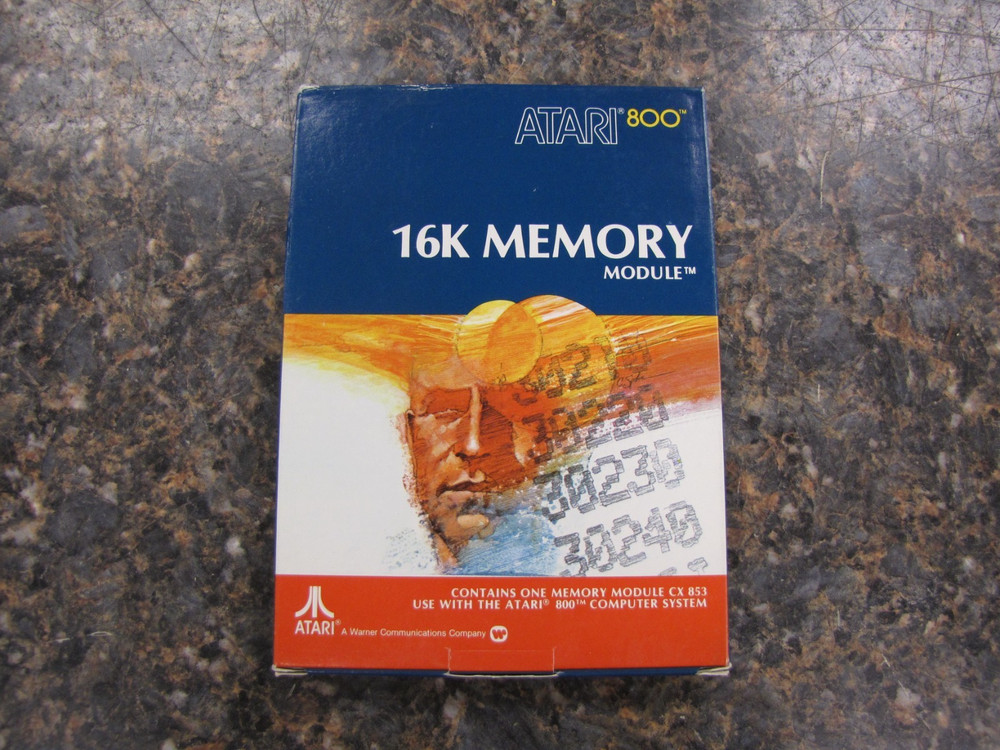 ATARI® 800™
16K MEMORY
MODULE™
30210
30220
30230
30240
CONTAINS ONE MEMORY MODULE CX 853
USE WITH THE ATARI® 800™ COMPUTER SYSTEM
ATARI® A Warner Communications Company